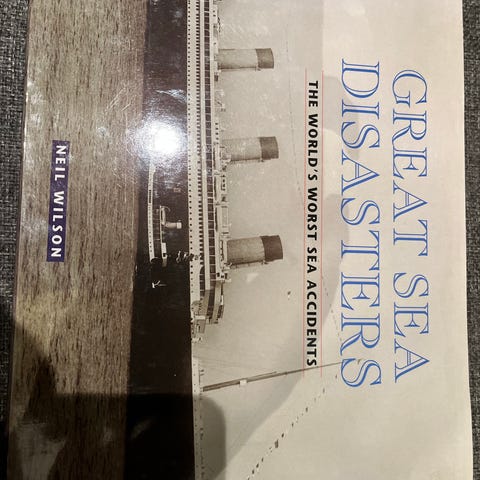 GREAT SEA
DISASTERS
THE WORLD'S WORST SEA ACCIDENTS
NEIL WILSON